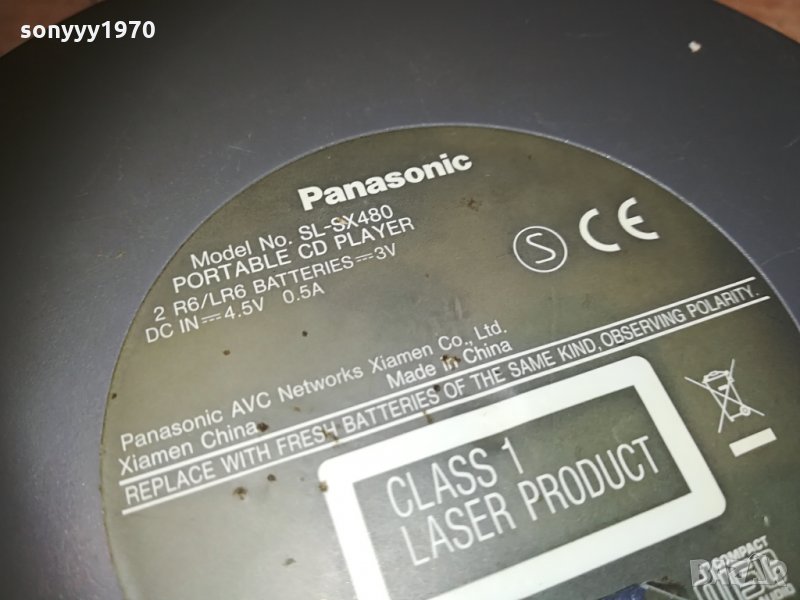 sonyyy1970
Panasonic
Model No. SL-SX480
PORTABLE CD PLAYER
2 R6/LR6 BATTERIES⎓3V
DC IN⎓4.5V 0.5A
S CE
Panasonic AVC Networks Xiamen Co., Ltd.
Xiamen China
Made in China
REPLACE WITH FRESH BATTERIES OF THE SAME KIND, OBSERVING POLARITY.
CLASS 1
LASER PRODUCT
COMPACT